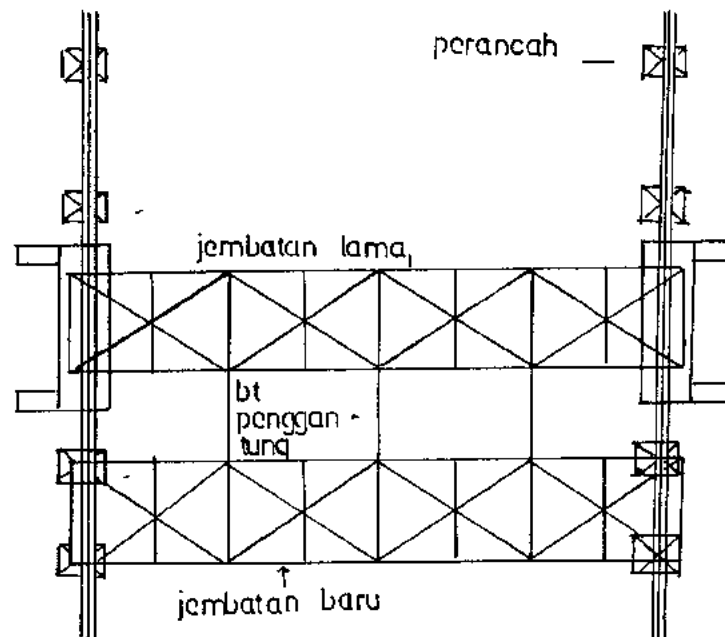 perancah
jembatan lama
bt
penggan -
tung
jembatan baru